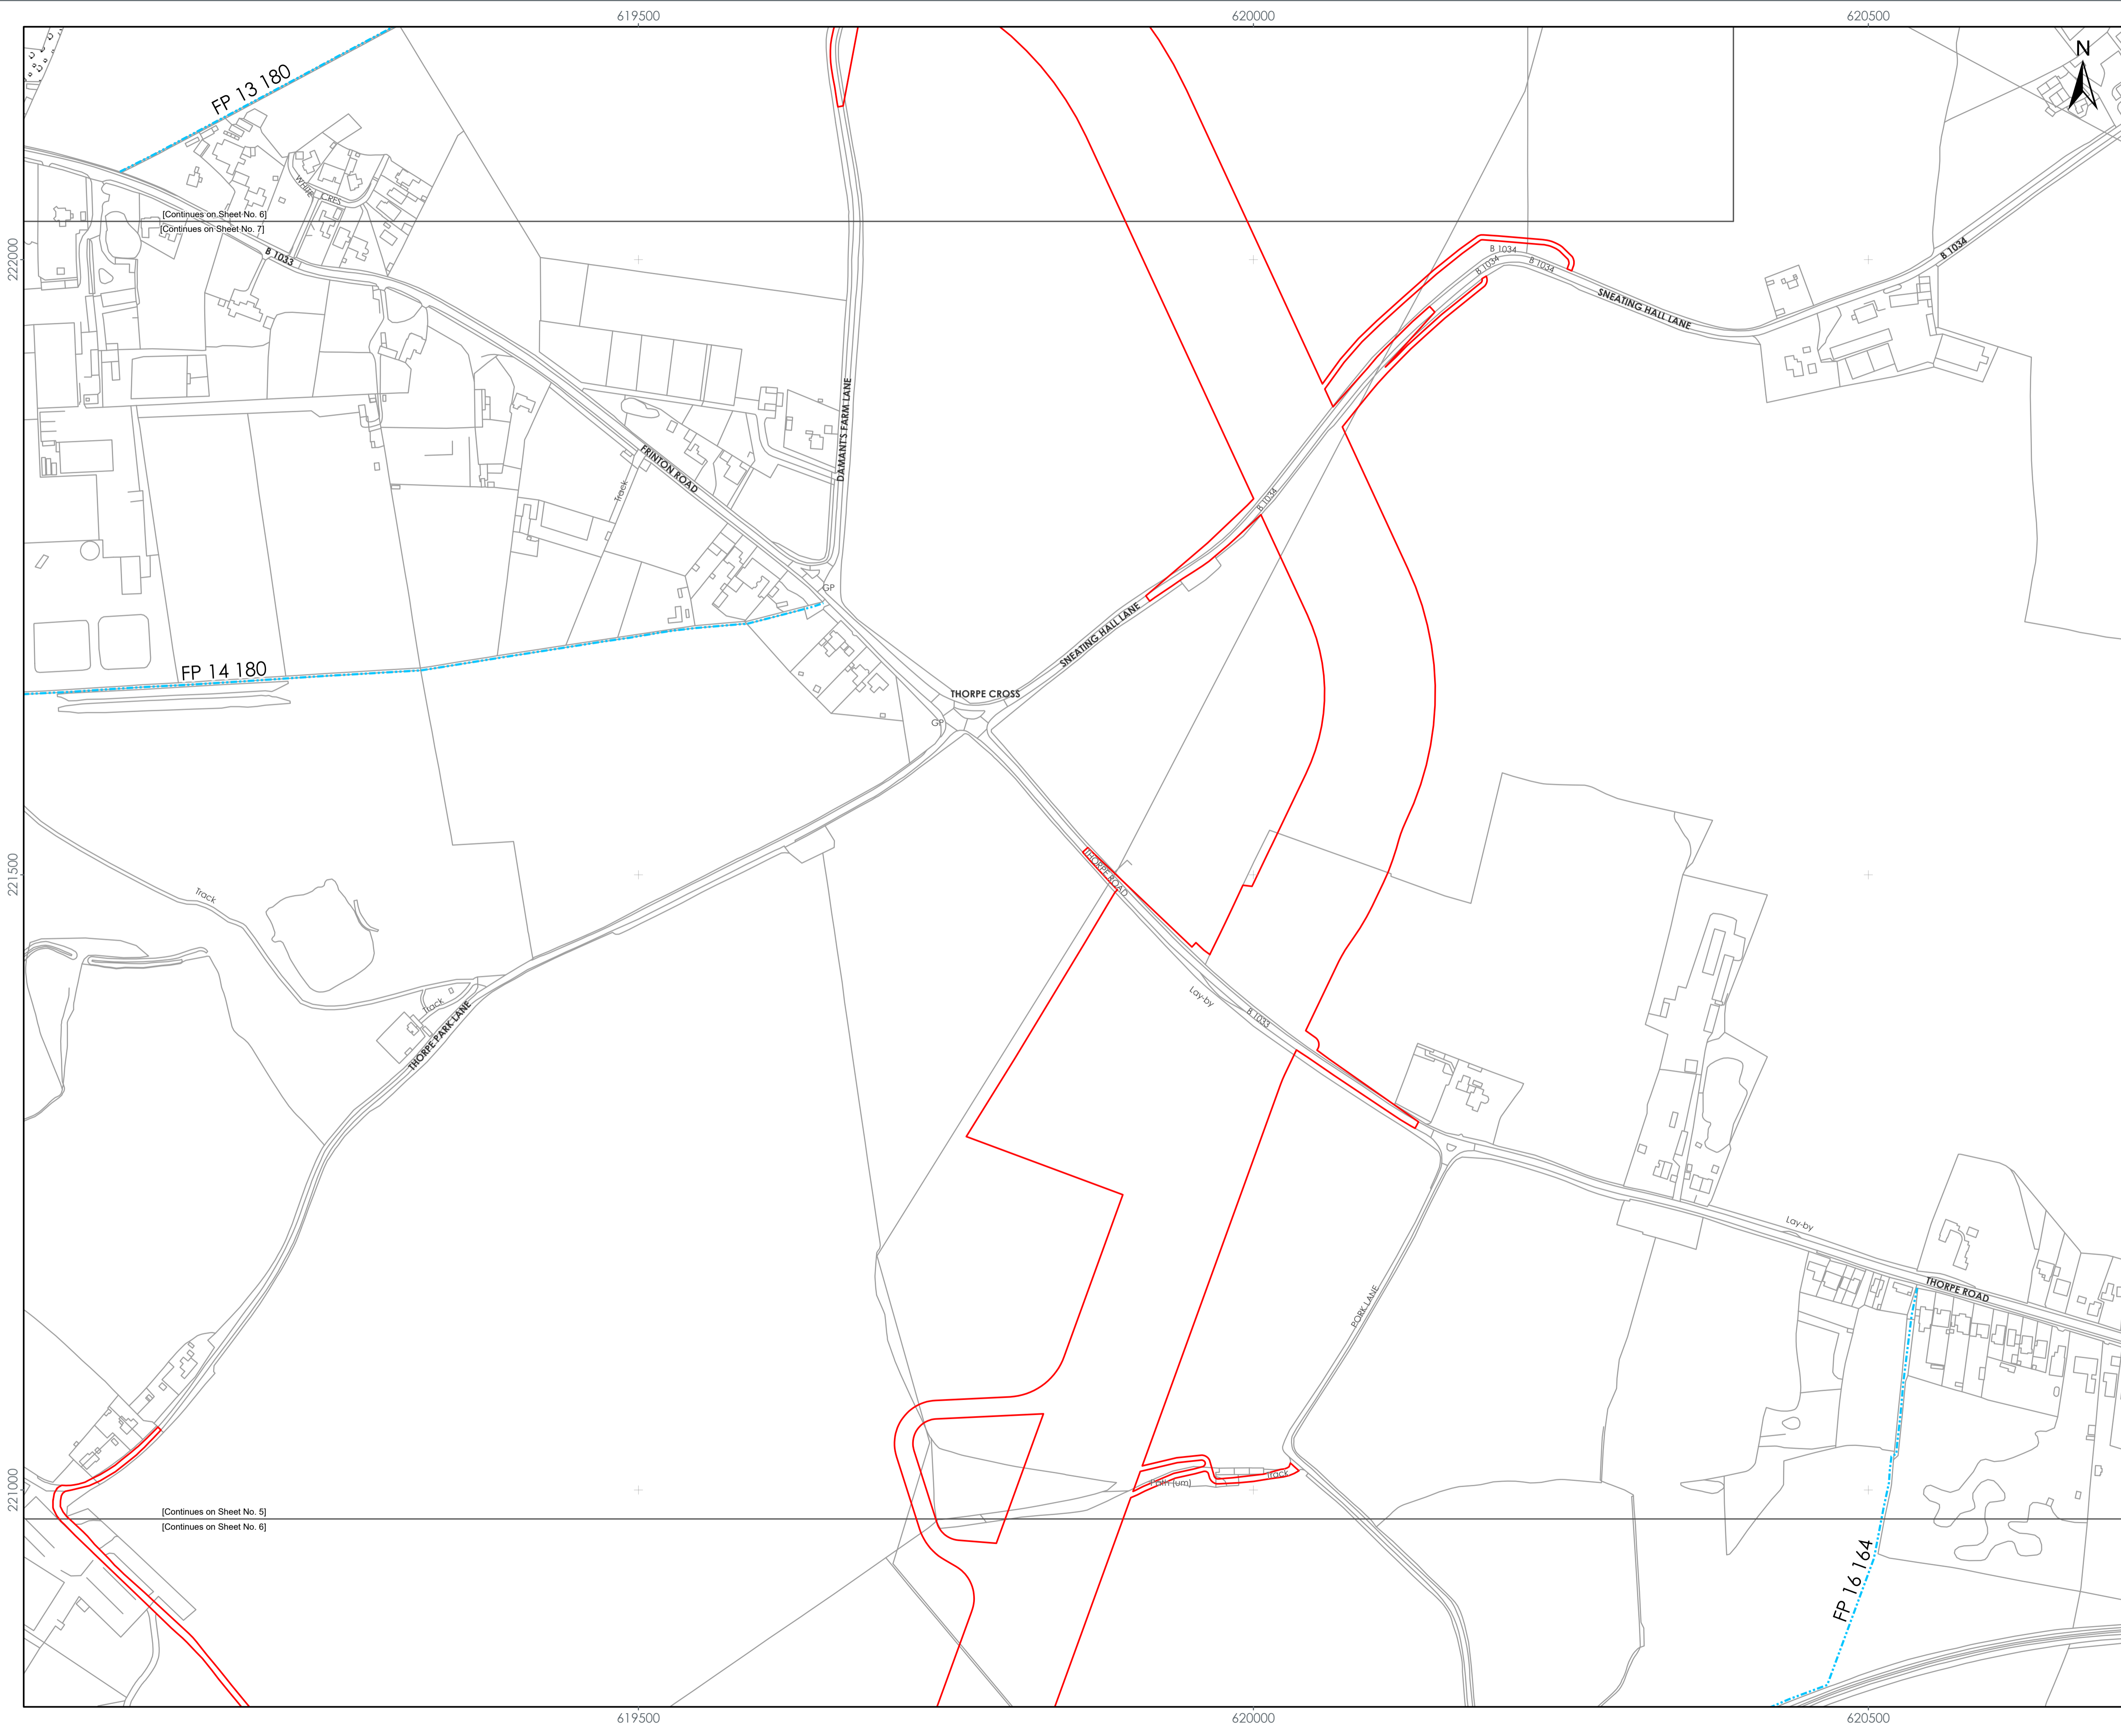 619500
620000
620500
N
FP 13 180
WHITE CRES
[Continues on Sheet No. 6]
[Continues on Sheet No. 7]
222000
B 1033
B 1034
B 1034
B 1034
B 1034
SNEATING HALL LANE
DAMANT'S FARM LANE
FRINTON ROAD
Track
B 1034
GP
SNEATING HALL LANE
FP 14 180
THORPE CROSS
GP
221500
THORPE ROAD
Track
Lay-by
B 1033
Track
THORPE PARK LANE
Lay-by
THORPE ROAD
PORK LANE
221000
Track
Path (um)
[Continues on Sheet No. 5]
[Continues on Sheet No. 6]
FP 16 164
619500
620000
620500